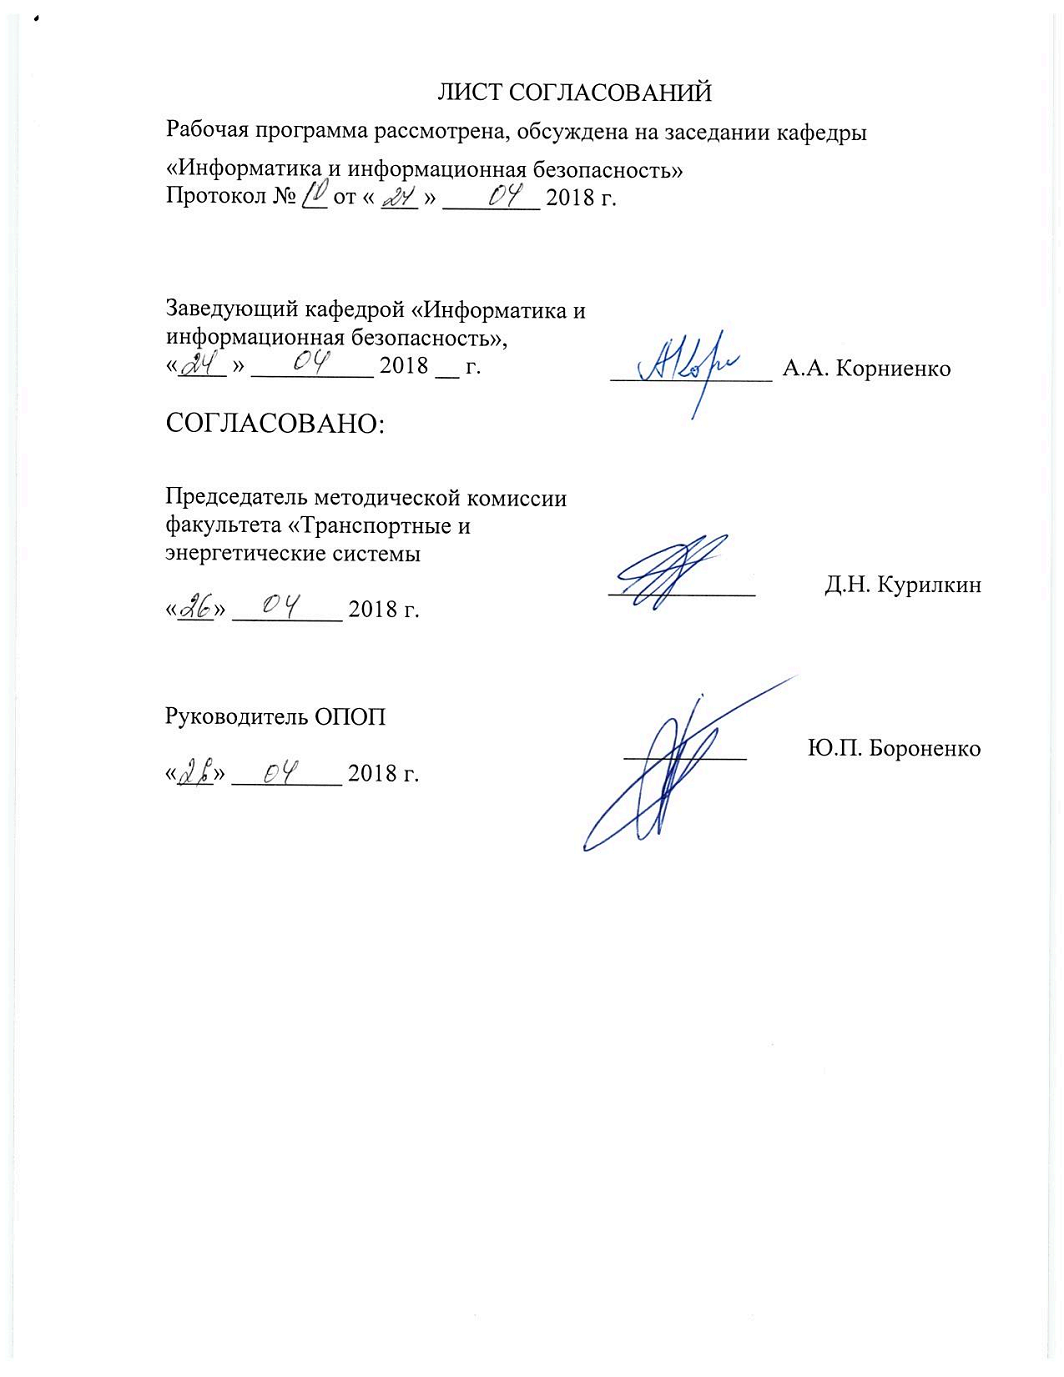 ЛИСТ СОГЛАСОВАНИЙ
Рабочая программа рассмотрена, обсуждена на заседании кафедры
«Информатика и информационная безопасность»
Протокол № 10 от « 24 » 04 2018 г.
Заведующий кафедрой «Информатика и
информационная безопасность»,
« 24 » 04 2018 __ г. А.А. Корниенко
СОГЛАСОВАНО:
Председатель методической комиссии
факультета «Транспортные и
энергетические системы
Д.Н. Курилкин
«26» 04 2018 г.
Руководитель ОПОП
Ю.П. Бороненко
«26» 04 2018 г.